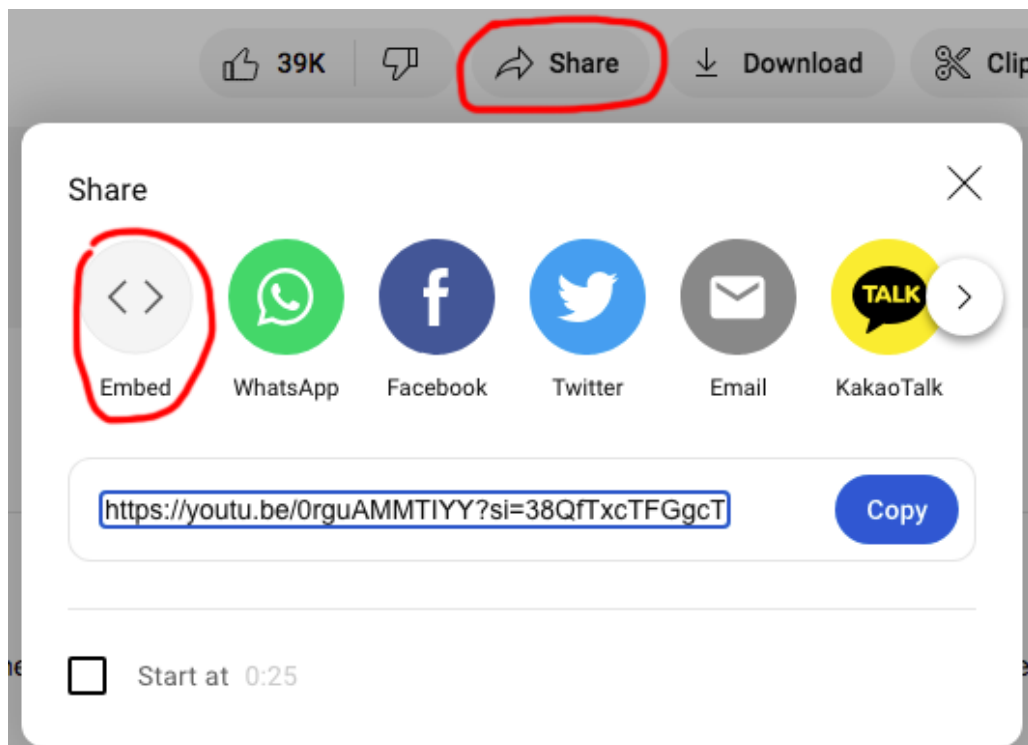 39K Share Download Clip
Share
TALK
Embed WhatsApp Facebook Twitter Email KakaoTalk
https://youtu.be/0rguAMMTIYY?si=38QfTxcTFGgcT Copy
Start at 0:25